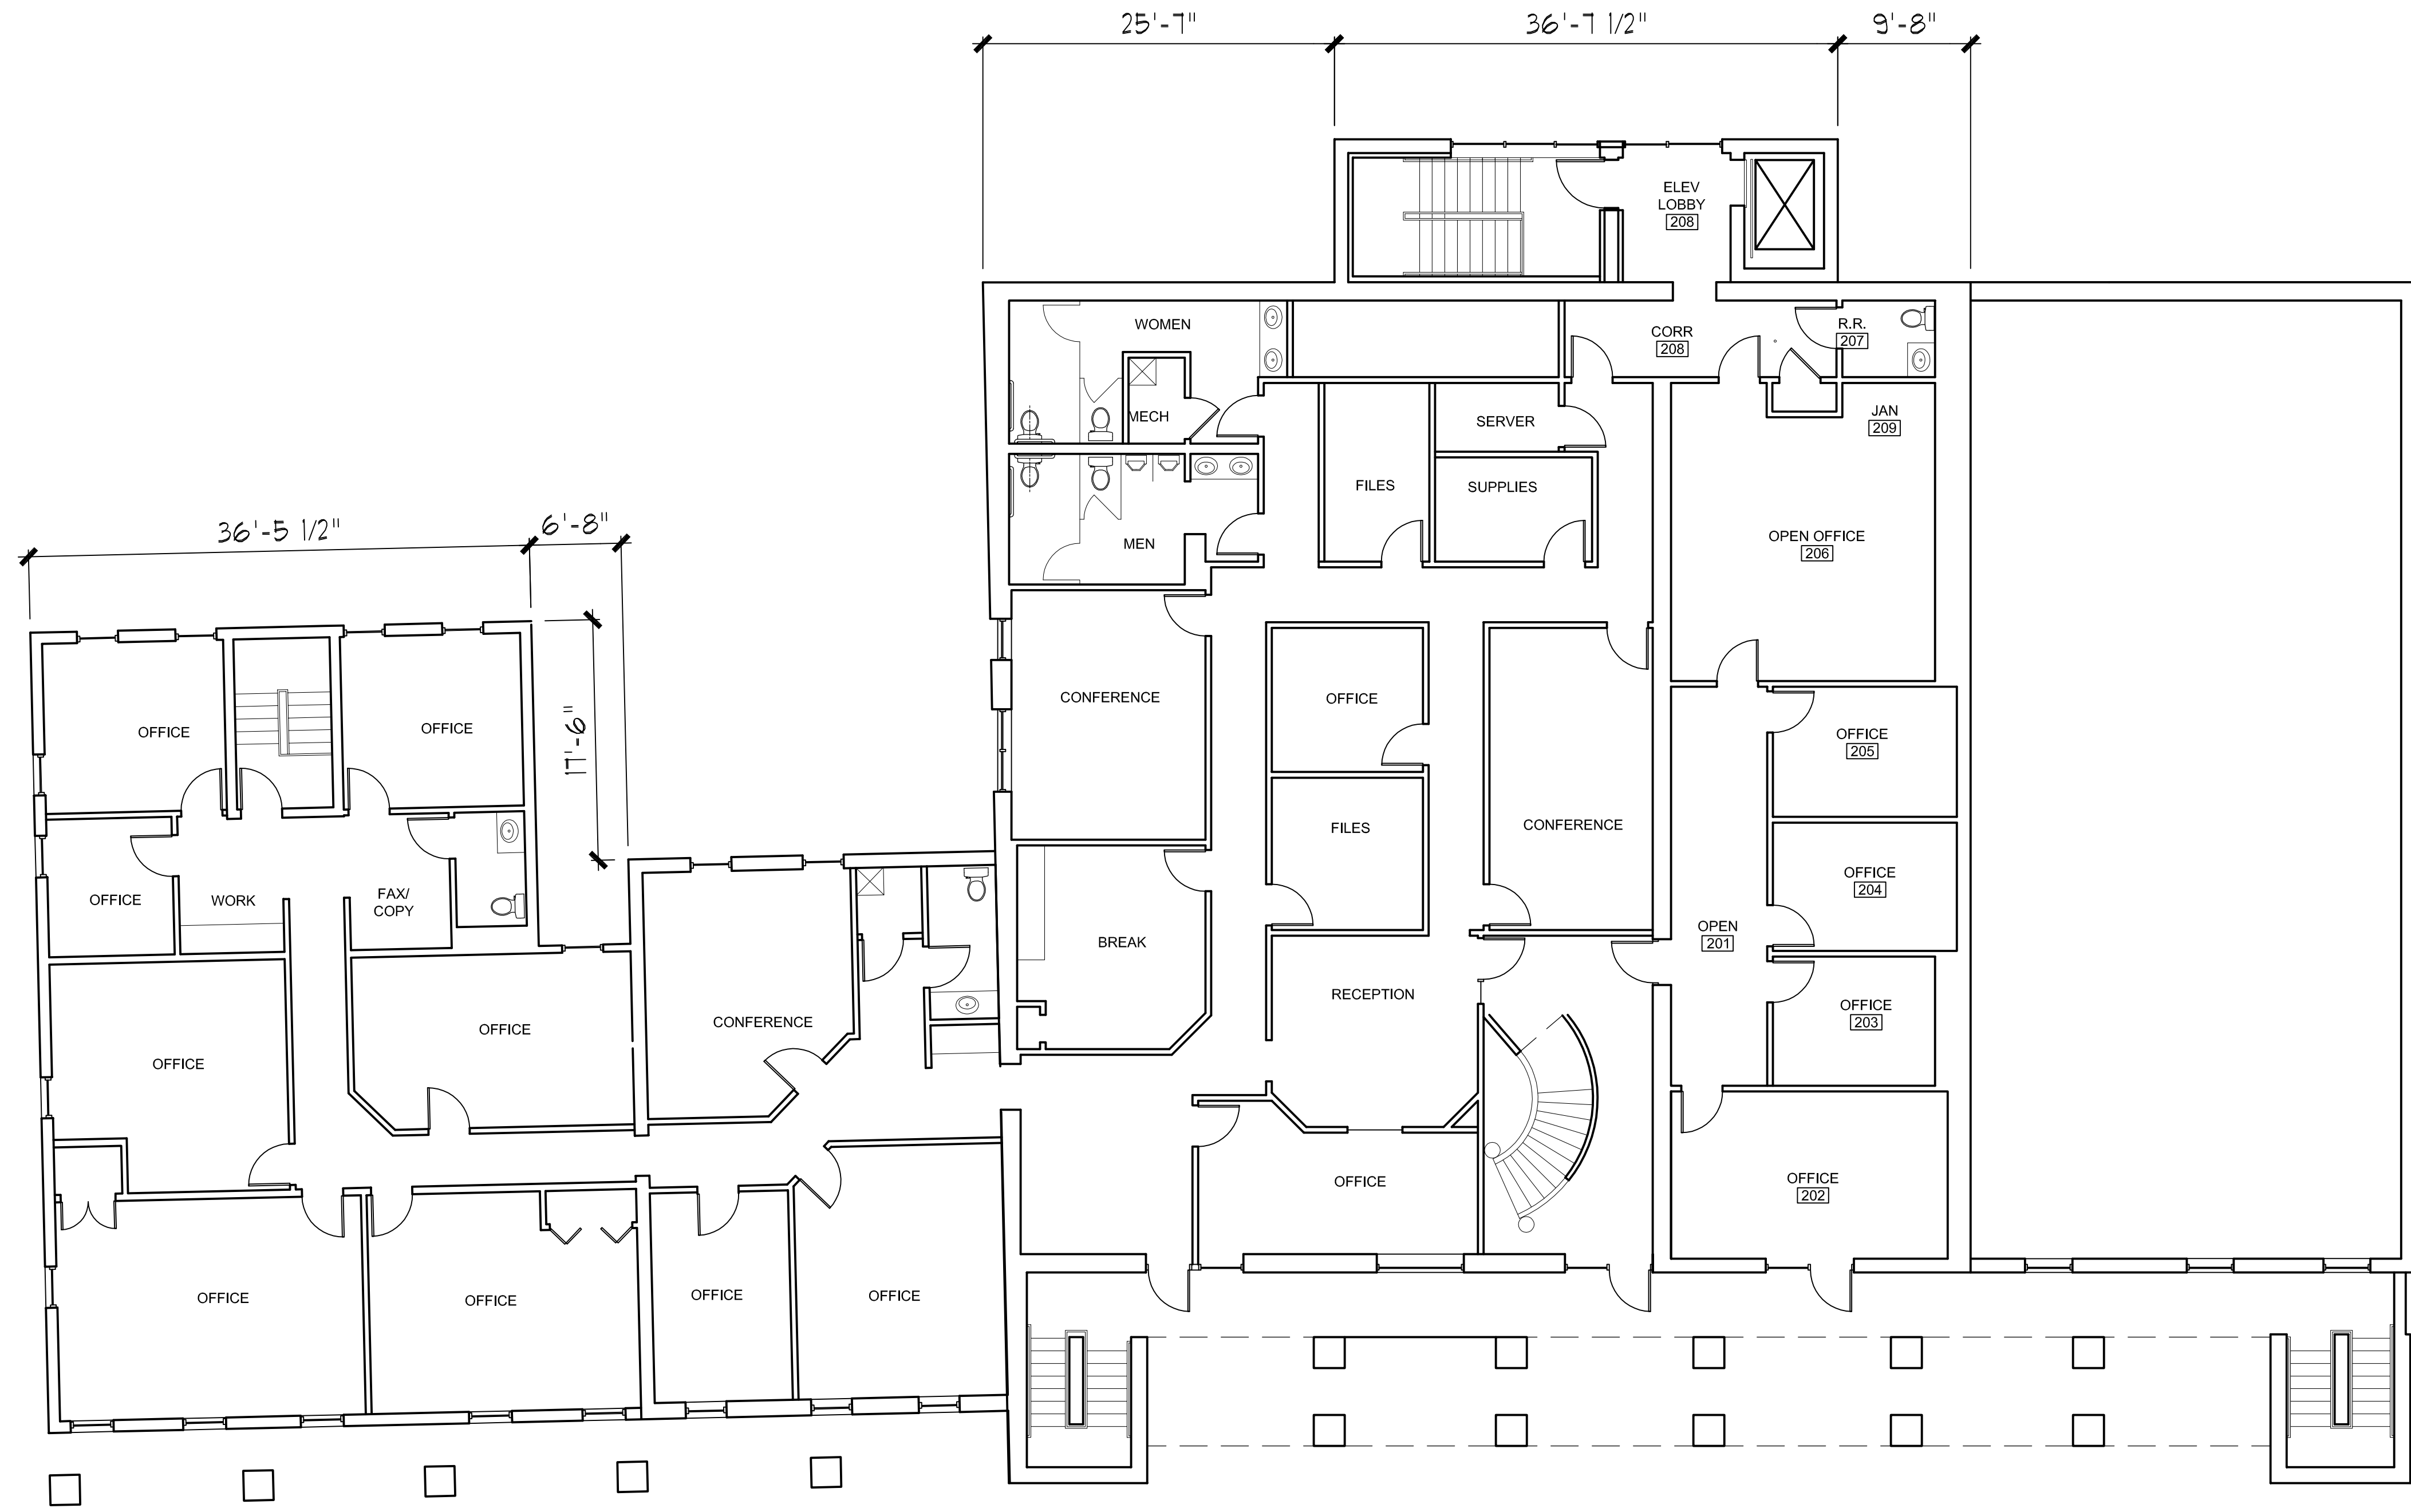 25'-7"
36'-7 1/2"
9'-8"
ELEV
LOBBY
208
WOMEN
CORR
208
R.R.
207
MECH
SERVER
JAN
209
FILES
SUPPLIES
MEN
OPEN OFFICE
206
36'-5 1/2"
6'-8"
17'-6"
CONFERENCE
OFFICE
OFFICE
OFFICE
OFFICE
205
FILES
CONFERENCE
OFFICE
WORK
FAX/
COPY
OFFICE
204
BREAK
OPEN
201
RECEPTION
OFFICE
203
CONFERENCE
OFFICE
OFFICE
OFFICE
OFFICE
202
OFFICE
OFFICE
OFFICE
OFFICE